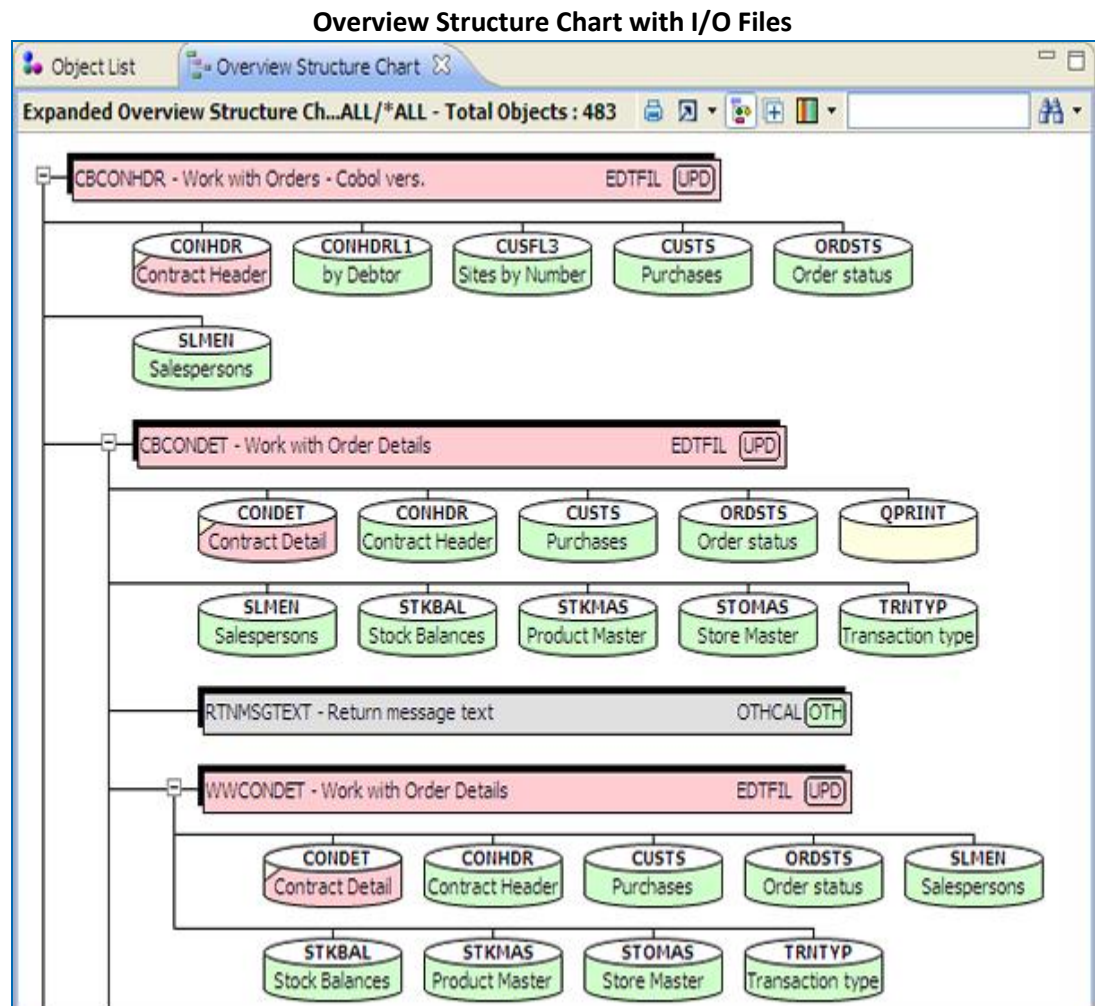 Overview Structure Chart with I/O Files
Object List Overview Structure Chart
Expanded Overview Structure Ch...ALL/*ALL - Total Objects : 483
CBCONHDR - Work with Orders - Cobol vers. EDTFIL UPD
CONHDR CONHDRL1 CUSFL3 CUSTS ORDSTS
Contract Header by Debtor Sites by Number Purchases Order status
SLMEN
Salespersons
CBCONDET - Work with Order Details EDTFIL UPD
CONDET CONHDR CUSTS ORDSTS QPRINT
Contract Detail Contract Header Purchases Order status
SLMEN STKBAL STKMAS STOMAS TRNTYP
Salespersons Stock Balances Product Master Store Master Transaction type
RTNMSGTEXT - Return message text OTHCAL OTH
WWCONDET - Work with Order Details EDTFIL UPD
CONDET CONHDR CUSTS ORDSTS SLMEN
Contract Detail Contract Header Purchases Order status Salespersons
STKBAL STKMAS STOMAS TRNTYP
Stock Balances Product Master Store Master Transaction type